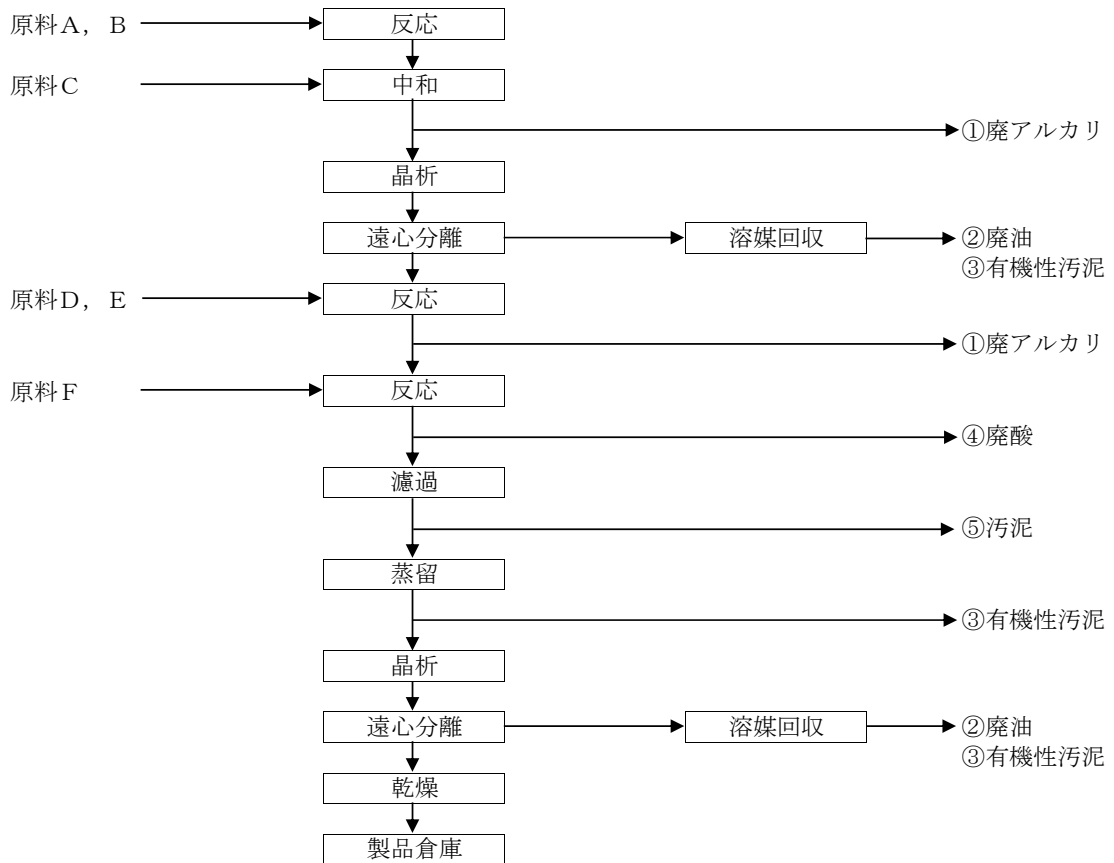 原料A,B
反応
原料C
中和
①廃アルカリ
晶析
遠心分離
溶媒回収
②廃油
③有機性汚泥
原料D,E
反応
①廃アルカリ
原料F
反応
④廃酸
濾過
⑤汚泥
蒸留
③有機性汚泥
晶析
遠心分離
溶媒回収
②廃油
③有機性汚泥
乾燥
製品倉庫